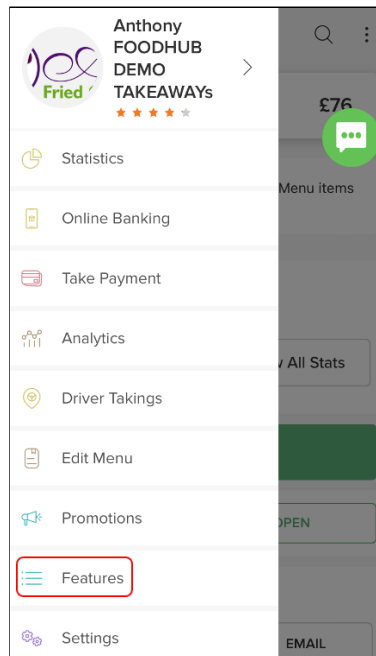 Anthony
FOODHUB
DEMO
TAKEAWAYs
Fried
£76
Statistics
Menu items
Online Banking
Take Payment
Analytics
All Stats
Driver Takings
Edit Menu
Promotions
OPEN
Features
Settings
EMAIL